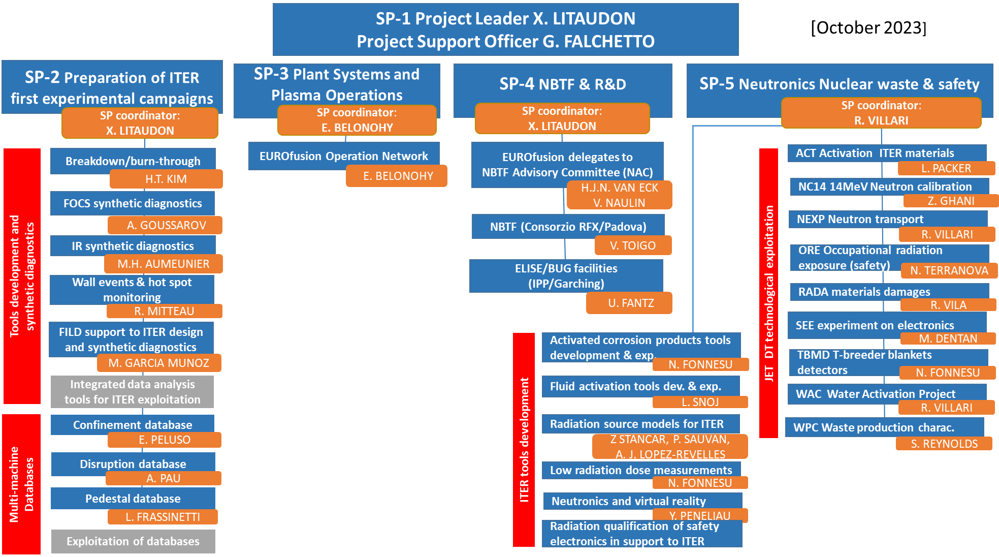 SP-1 Project Leader X. LITAUDON
Project Support Officer G. FALCHETTO
[October 2023]
SP-2 Preparation of ITER
first experimental campaigns
SP coordinator:
X. LITAUDON
Tools development and
synthetic diagnostics
Breakdown/burn-through
H.T. KIM
FOCS synthetic diagnostics
A. GOUSSAROV
IR synthetic diagnostics
M.H. AUMEUNIER
Wall events & hot spot
monitoring
R. MITTEAU
FILD support to ITER design
and synthetic diagnostics
M. GARCIA MUNOZ
Integrated data analysis
tools for ITER exploitation
Multi-machine
Databases
Confinement database
E. PELUSO
Disruption database
A. PAU
Pedestal database
L. FRASSINETTI
Exploitation of databases
SP-3 Plant Systems and
Plasma Operations
SP coordinator:
E. BELONOHY
EUROfusion Operation Network
E. BELONOHY
SP-4 NBTF & R&D
SP coordinator:
X. LITAUDON
EUROfusion delegates to
NBTF Advisory Committee (NAC)
H.J.N. VAN ECK
V. NAULIN
NBTF (Consorzio RFX/Padova)
V. TOIGO
ELISE/BUG facilities
(IPP/Garching)
U. FANTZ
SP-5 Neutronics Nuclear waste & safety
SP coordinator:
R. VILLARI
ITER tools development
Activated corrosion products tools
development & exp.
N. FONNESU
Fluid activation tools dev. & exp.
L. SNOJ
Radiation source models for ITER
Z STANCAR, P. SAUVAN,
A. J. LOPEZ-REVELLES
Low radiation dose measurements
N. FONNESU
Neutronics and virtual reality
Y. PENELIAU
Radiation qualification of safety
electronics in support to ITER
JET DT technological exploitation
ACT Activation ITER materials
L. PACKER
NC14 14MeV Neutron calibration
Z. GHANI
NEXP Neutron transport
R. VILLARI
ORE Occupational radiation
exposure (safety)
N. TERRANOVA
RADA materials damages
R. VILA
SEE experiment on electronics
M. DENTAN
TBMD T-breeder blankets
detectors
N. FONNESU
WAC Water Activation Project
R. VILLARI
WPC Waste production charac.
S. REYNOLDS